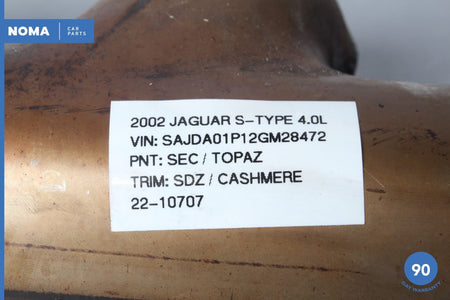 NOMA CAR PARTS
2002 JAGUAR S-TYPE 4.0L
VIN: SAJDA01P12GM28472
PNT: SEC / TOPAZ
TRIM: SDZ / CASHMERE
22-10707
90
DAY WARRANTY